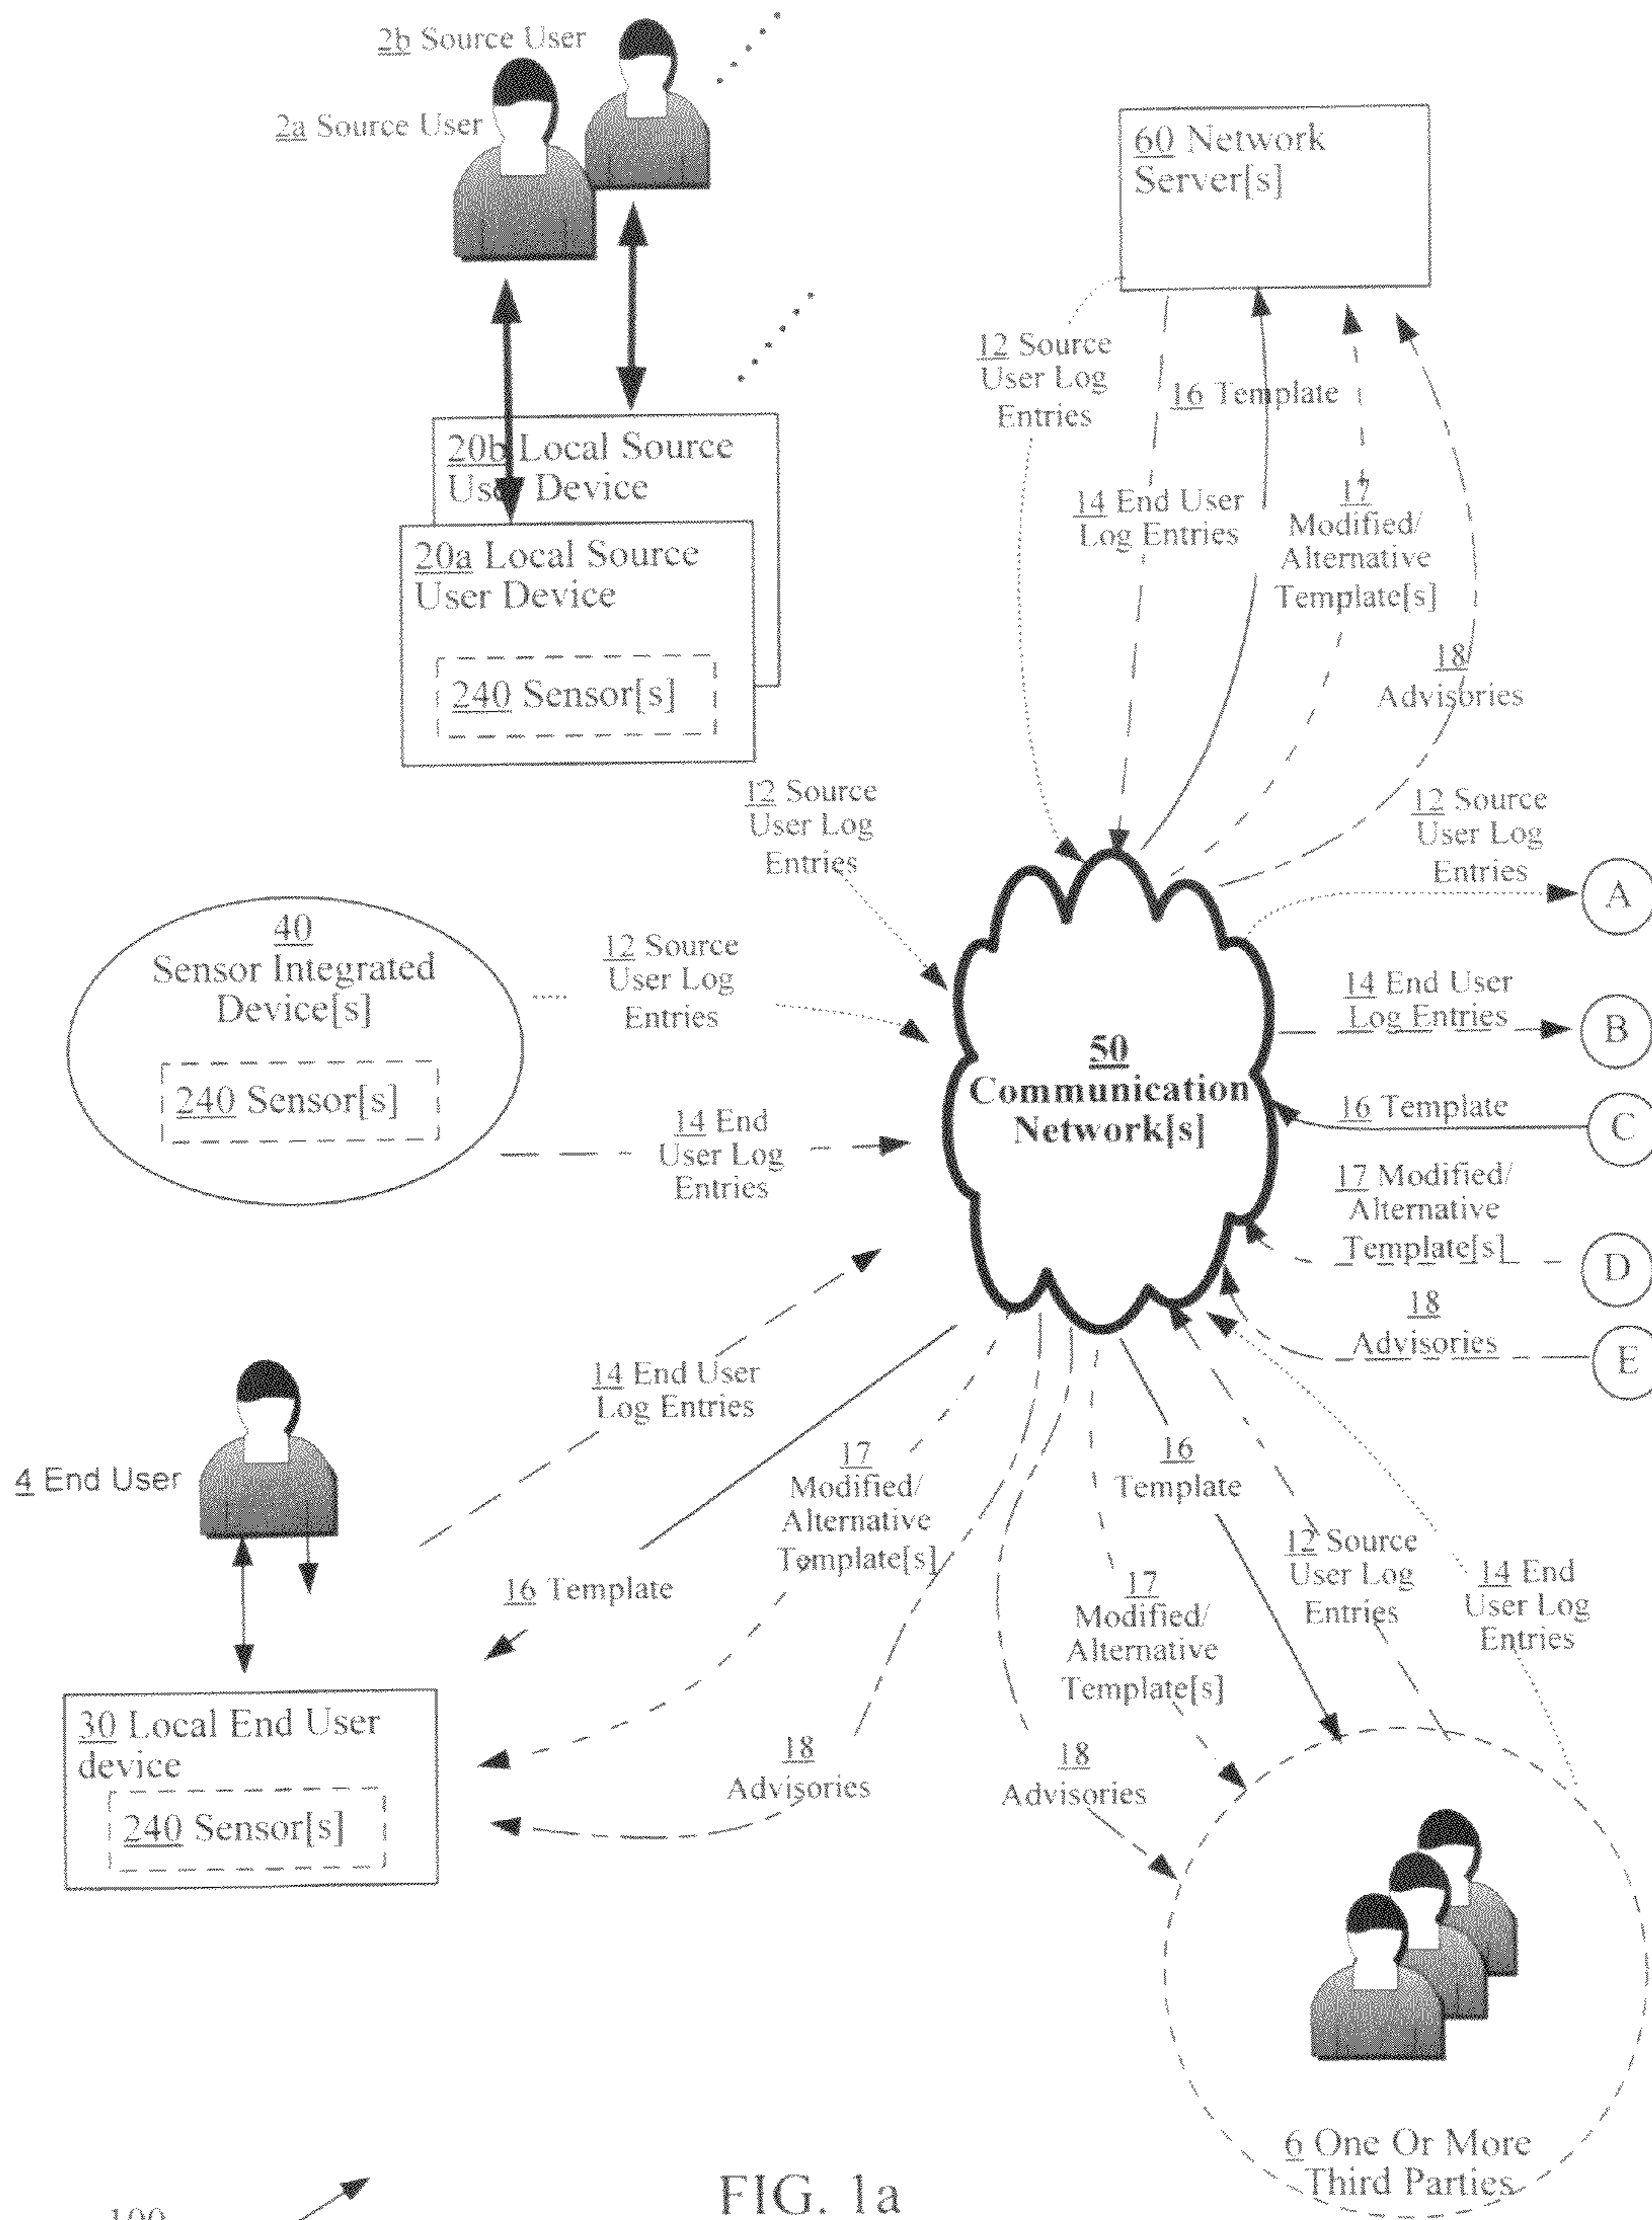 2b Source User
2a Source User
60 Network
Server[s]
12 Source
User Log
Entries
16 Template
14 End User
Log Entries
17
Modified/
Alternative
Template[s]
18
Advisories
20b Local Source
User Device
20a Local Source
User Device
240 Sensor[s]
12 Source
User Log
Entries
12 Source
User Log
Entries
A
40
Sensor Integrated
Device[s]
240 Sensor[s]
12 Source
User Log
Entries
14 End
User Log
Entries
50
Communication
Network[s]
14 End User
Log Entries
B
16 Template
C
17 Modified/
Alternative
Template[s]
D
18
Advisories
E
4 End User
14 End User
Log Entries
16 Template
17
Modified/
Alternative
Template[s]
18
Advisories
30 Local End User
device
240 Sensor[s]
18
Advisories
17
Modified/
Alternative
Template[s]
16
Template
12 Source
User Log
Entries
14 End
User Log
Entries
6 One Or More
Third Parties
100
FIG. 1a